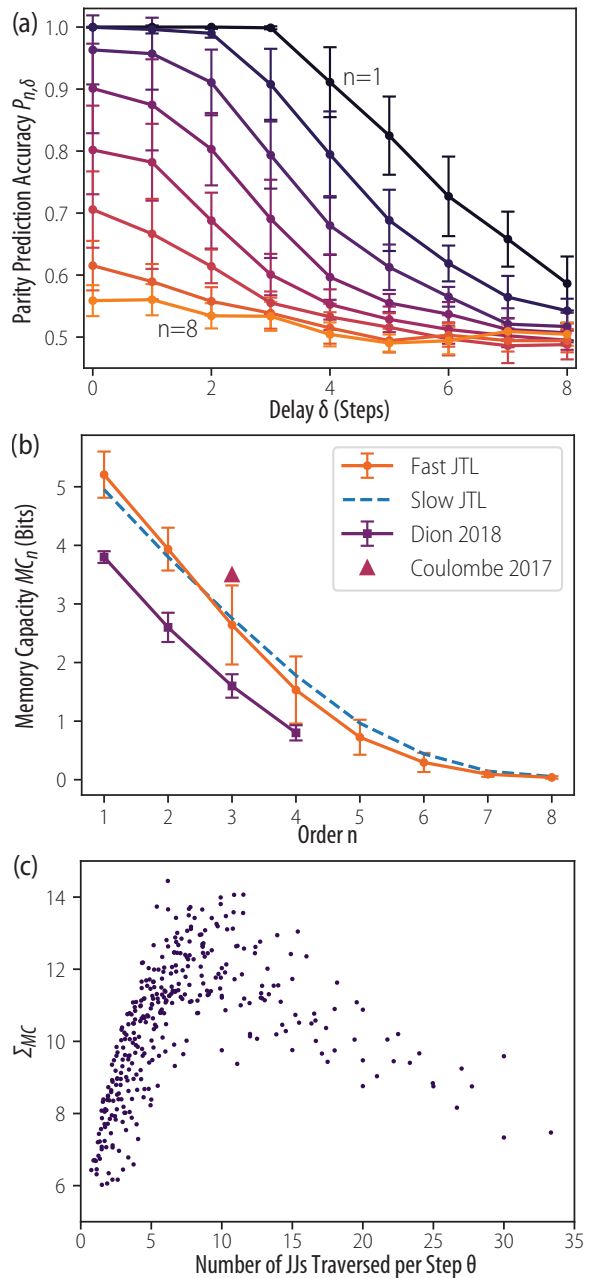 (a)
Parity Prediction Accuracy Pn,δ
1.0
0.9
0.8
0.7
0.6
0.5
n=1
n=8
0 2 4 6 8
Delay δ (Steps)
(b)
Memory Capacity MCn (Bits)
5
4
3
2
1
0
Fast JTL
Slow JTL
Dion 2018
Coulombe 2017
1 2 3 4 5 6 7 8
Order n
(c)
ΣMC
14
12
10
8
6
0 5 10 15 20 25 30 35
Number of JJs Traversed per Step θ